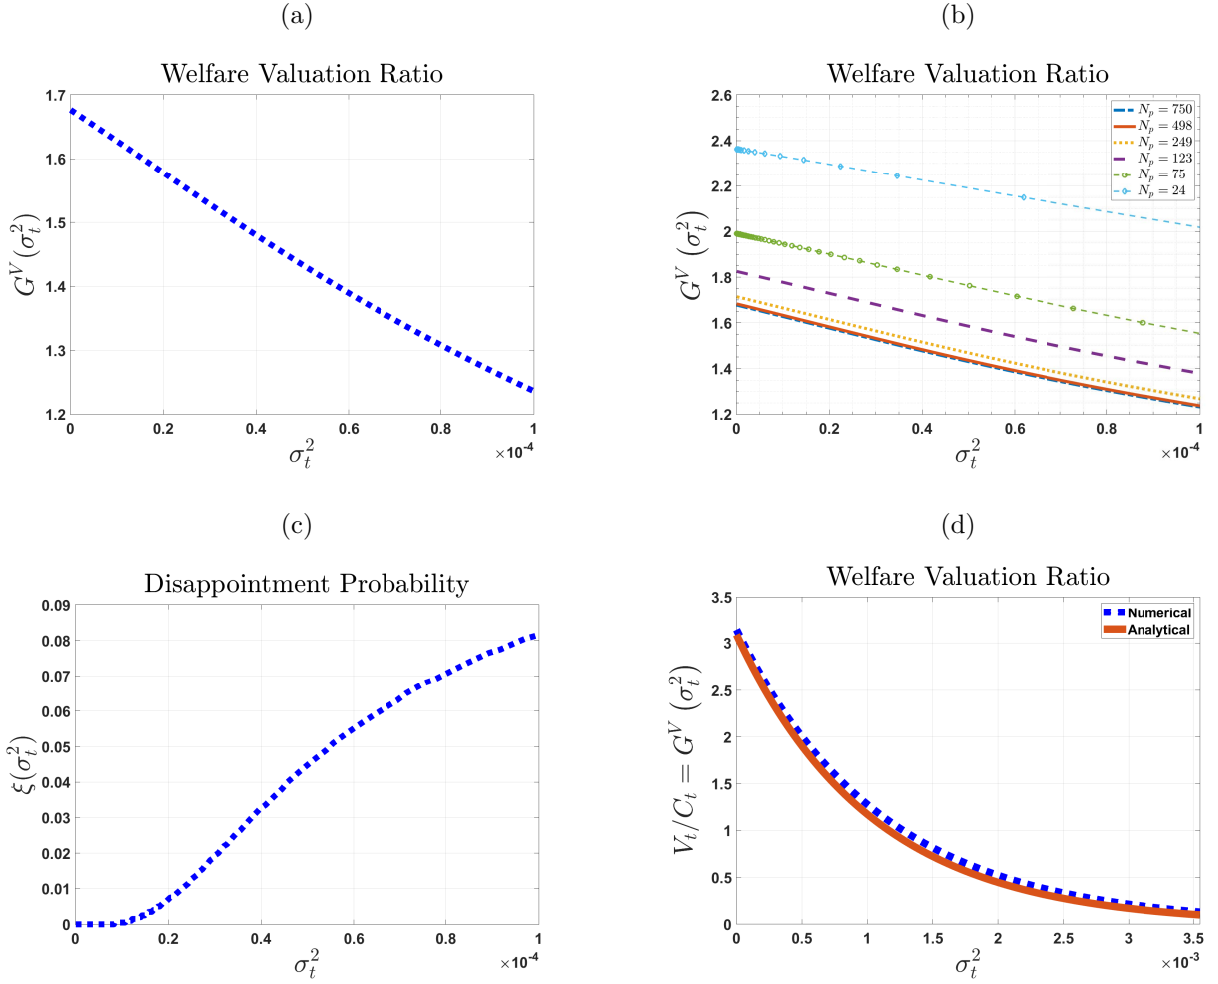 (a)
Welfare Valuation Ratio
1.7
1.6
1.5
1.4
1.3
1.2
0 0.2 0.4 0.6 0.8 1
G^V (σ_t^2)
σ_t^2
×10^-4
(b)
Welfare Valuation Ratio
2.6
2.4
2.2
2
1.8
1.6
1.4
1.2
0 0.2 0.4 0.6 0.8 1
G^V (σ_t^2)
σ_t^2
×10^-4
N_p = 750
N_p = 498
N_p = 249
N_p = 123
N_p = 75
N_p = 24
(c)
Disappointment Probability
0.09
0.08
0.07
0.06
0.05
0.04
0.03
0.02
0.01
0
0 0.2 0.4 0.6 0.8 1
ξ(σ_t^2)
σ_t^2
×10^-4
(d)
Welfare Valuation Ratio
3.5
3
2.5
2
1.5
1
0.5
0
0 0.5 1 1.5 2 2.5 3 3.5
V_t/C_t = G^V (σ_t^2)
σ_t^2
×10^-3
Numerical
Analytical